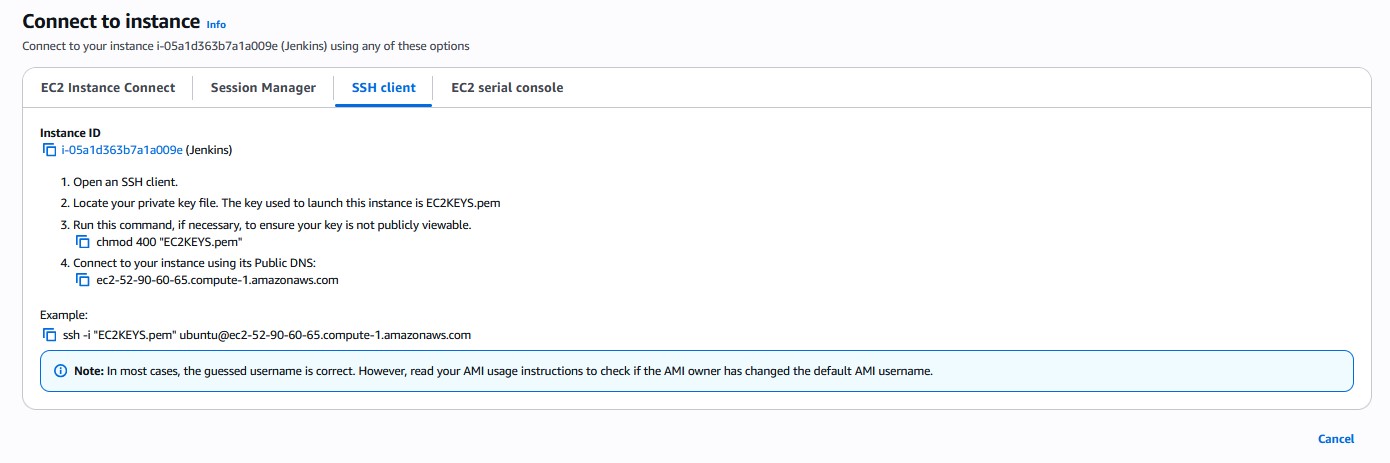 Connect to instance Info
Connect to your instance i-05a1d363b7a1a009e (Jenkins) using any of these options
EC2 Instance Connect
Session Manager
SSH client
EC2 serial console
Instance ID
i-05a1d363b7a1a009e (Jenkins)
1. Open an SSH client.
2. Locate your private key file. The key used to launch this instance is EC2KEYS.pem
3. Run this command, if necessary, to ensure your key is not publicly viewable.
chmod 400 "EC2KEYS.pem"
4. Connect to your instance using its Public DNS:
ec2-52-90-60-65.compute-1.amazonaws.com
Example:
ssh -i "EC2KEYS.pem" ubuntu@ec2-52-90-60-65.compute-1.amazonaws.com
Note: In most cases, the guessed username is correct. However, read your AMI usage instructions to check if the AMI owner has changed the default AMI username.
Cancel